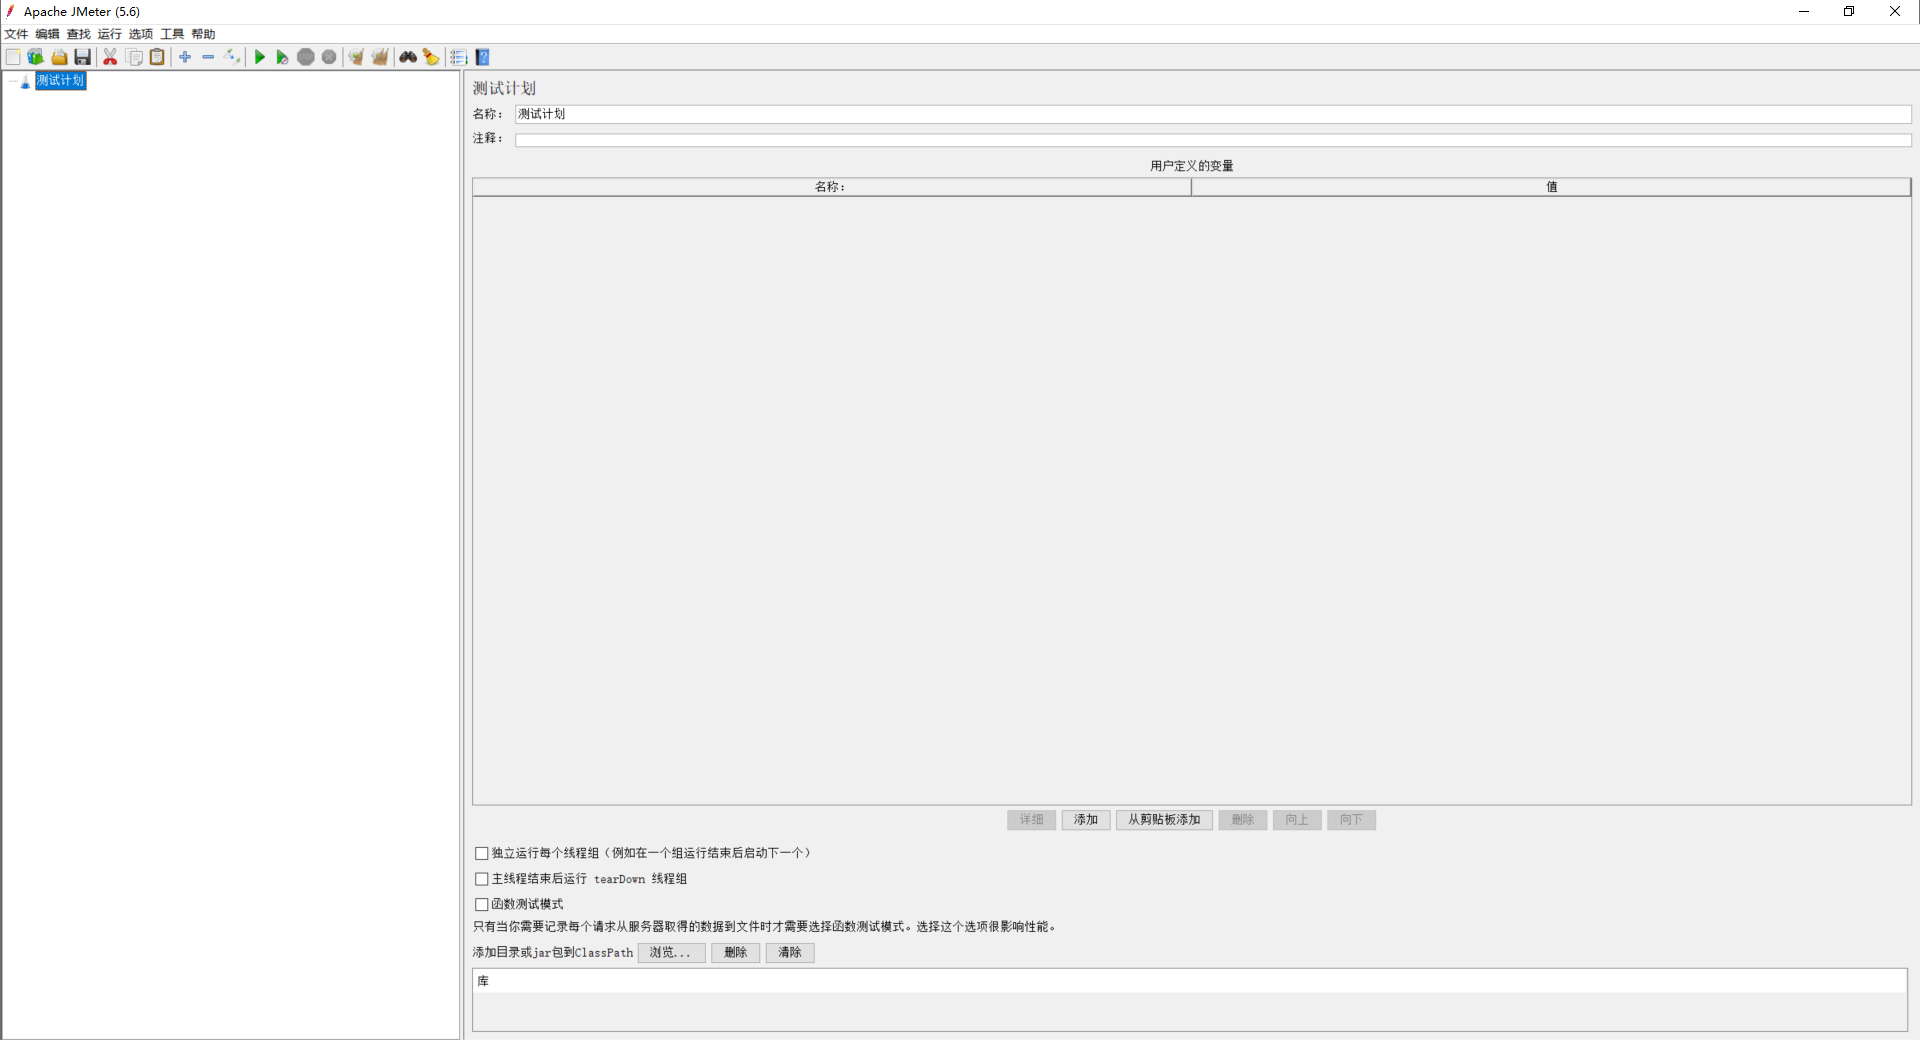 Apache JMeter (5.6)
文件 编辑 查找 运行 选项 工具 帮助
测试计划
测试计划
名称： 测试计划
注释：
用户定义的变量
名称： 值
详细 添加 从剪贴板添加 删除 向上 向下
独立运行每个线程组（例如在一个组运行结束后启动下一个）
主线程结束后运行 tearDown 线程组
函数测试模式
只有当你需要记录每个请求从服务器取得的数据到文件时才需要选择函数测试模式。选择这个选项很影响性能。
添加目录或jar包到ClassPath 浏览... 删除 清除
库